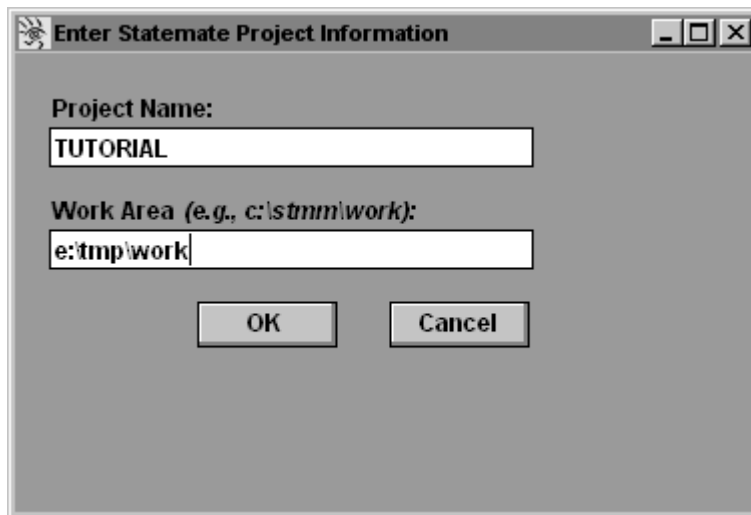 Enter Statemate Project Information
Project Name:
TUTORIAL
Work Area (e.g., c:\stmm\work):
e:\tmp\work
OK Cancel